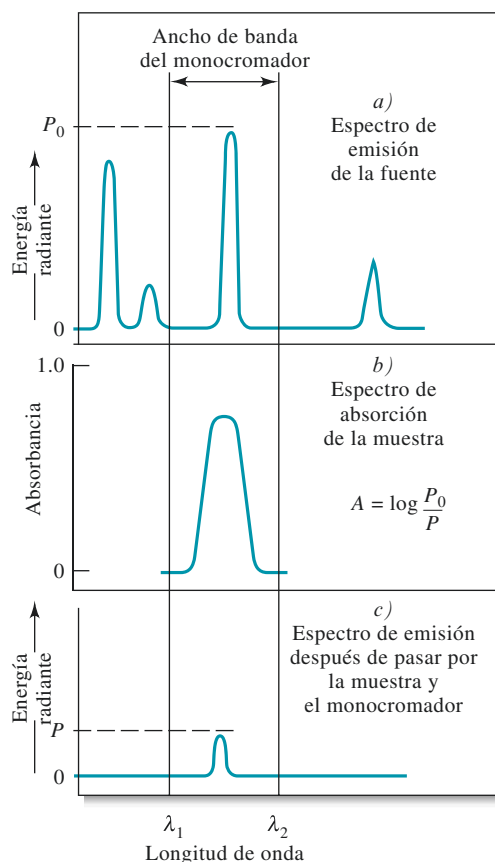 Ancho de banda
del monocromador
a)
Espectro de
emisión
de la fuente
P₀
Energía
radiante
0
b)
Espectro de
absorción
de la muestra
A = log P₀/P
1.0
Absorbancia
0
c)
Espectro de emisión
después de pasar por
la muestra y
el monocromador
Energía
radiante
P
0
λ₁ λ₂
Longitud de onda